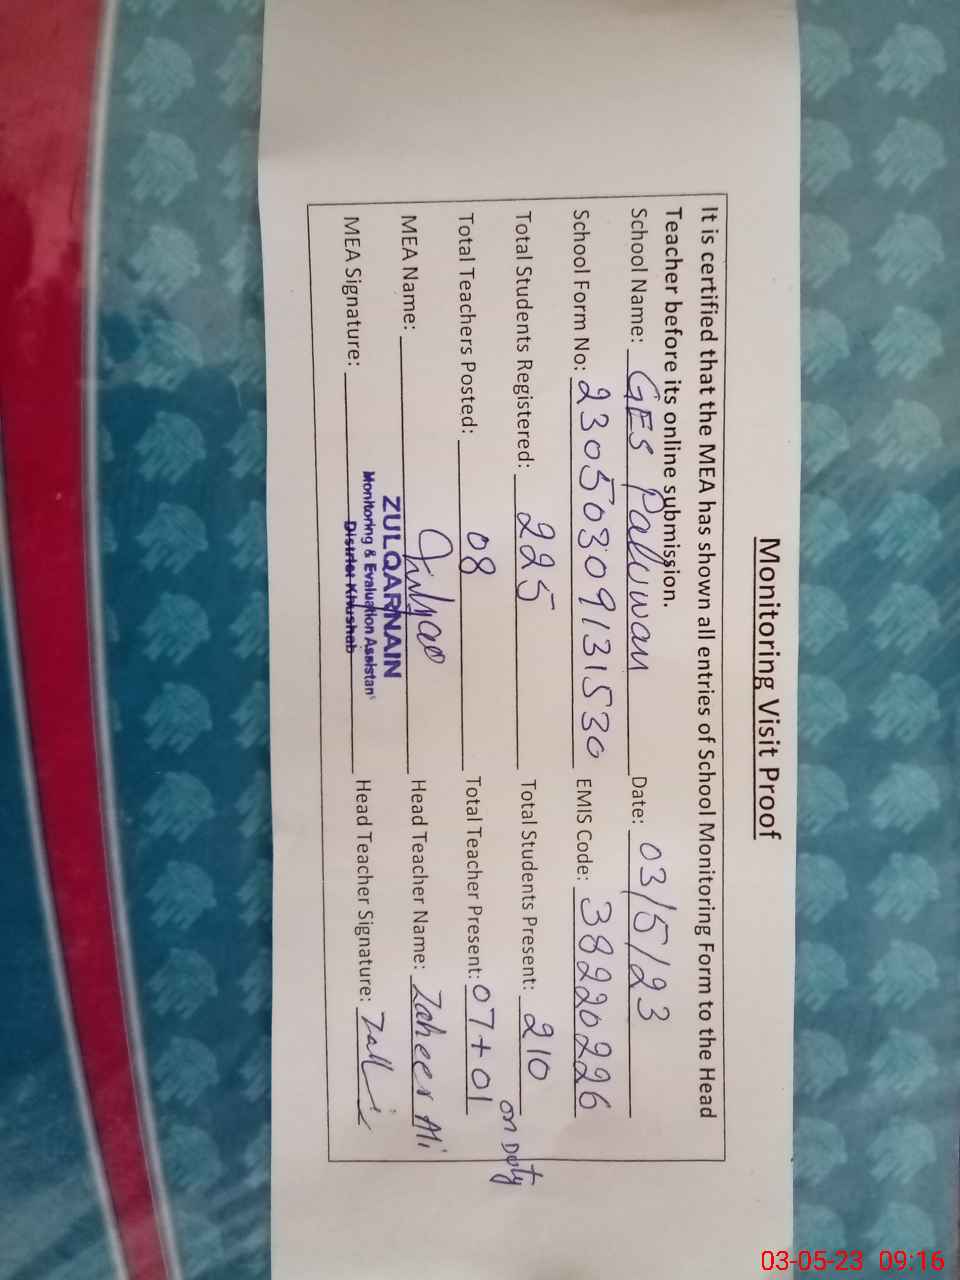 Monitoring Visit Proof
It is certified that the MEA has shown all entries of School Monitoring Form to the Head
Teacher before its online submission.
School Name: GES Paluwan Date: 03/5/23
School Form No: 23050309131530 EMIS Code: 38220226
Total Students Registered: 225 Total Students Present: 210
Total Teachers Posted: 08 Total Teacher Present: 07+01 on Duty
MEA Name: Head Teacher Name: Zaheer Ali
ZULQARNAIN
Monitoring & Evaluation Assistan
District Khushab
MEA Signature: Head Teacher Signature:
03-05-23 09:16